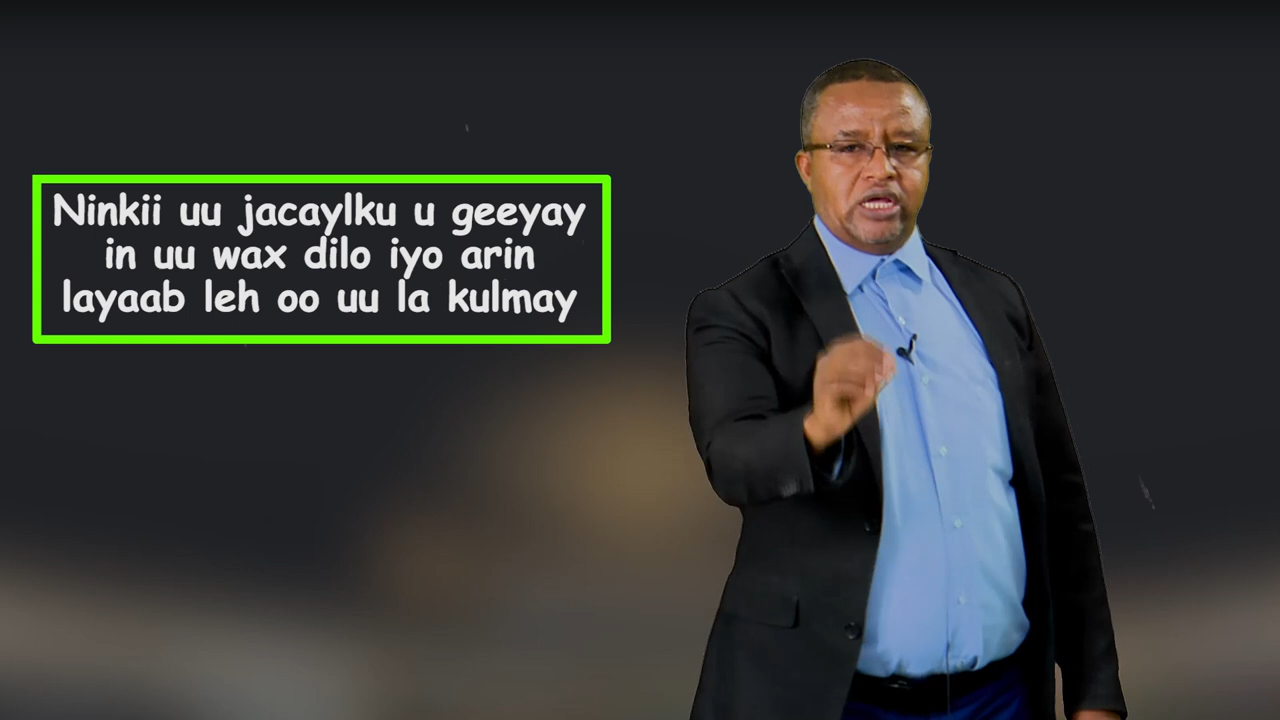 Ninkii uu jacaylku u geeyay
in uu wax dilo iyo arin
layaab leh oo uu la kulmay